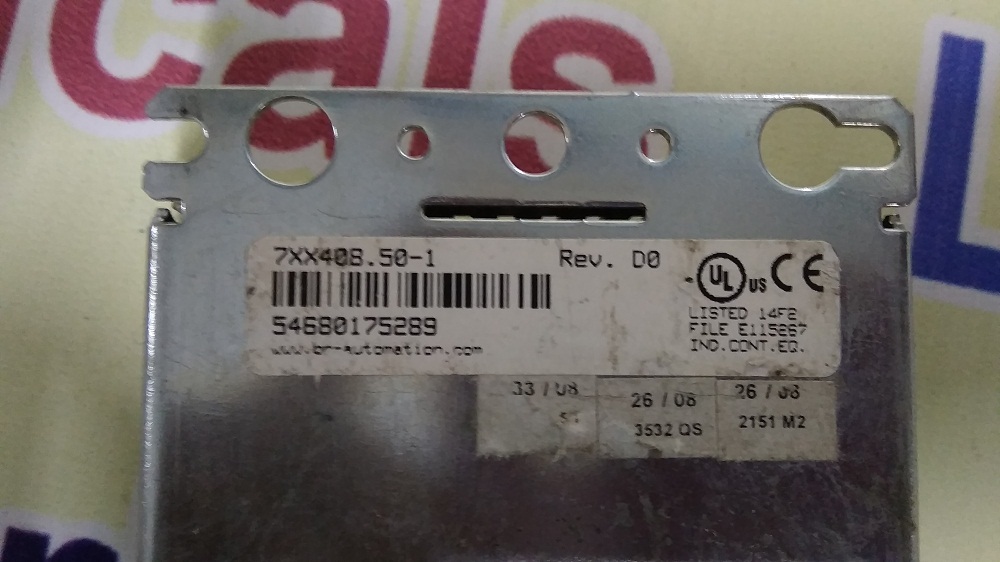 cals
L
7XX408.50-1 Rev. D0
54680175289
www.br-automation.com
UL US CE
LISTED 14F2
FILE E115267
IND.CONT.EQ.
33 / 08
26 / 08
3532 QS
26 / 08
2151 M2